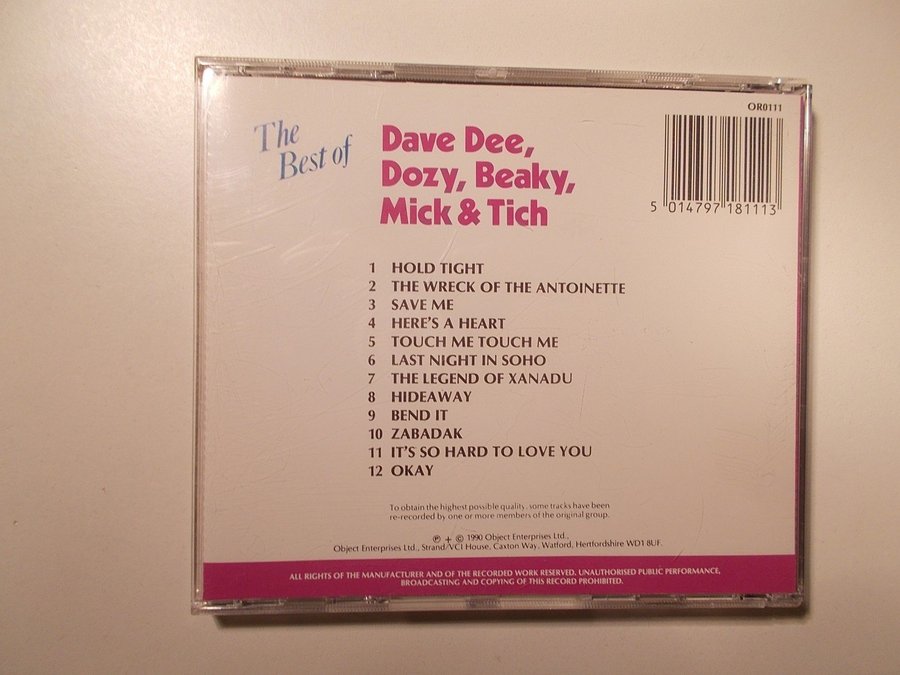 OR0111
The
Best of
Dave Dee,
Dozy, Beaky,
Mick & Tich
5 014797 181113
1 HOLD TIGHT
2 THE WRECK OF THE ANTOINETTE
3 SAVE ME
4 HERE'S A HEART
5 TOUCH ME TOUCH ME
6 LAST NIGHT IN SOHO
7 THE LEGEND OF XANADU
8 HIDEAWAY
9 BEND IT
10 ZABADAK
11 IT'S SO HARD TO LOVE YOU
12 OKAY
To obtain the highest possible quality, some tracks have been
re-recorded by one or more members of the original group.
℗ + © 1990 Object Enterprises Ltd.,
Object Enterprises Ltd., Strand/VCI House, Caxton Way, Watford, Hertfordshire WD1 8UF.
ALL RIGHTS OF THE MANUFACTURER AND OF THE RECORDED WORK RESERVED. UNAUTHORISED PUBLIC PERFORMANCE,
BROADCASTING AND COPYING OF THIS RECORD PROHIBITED.